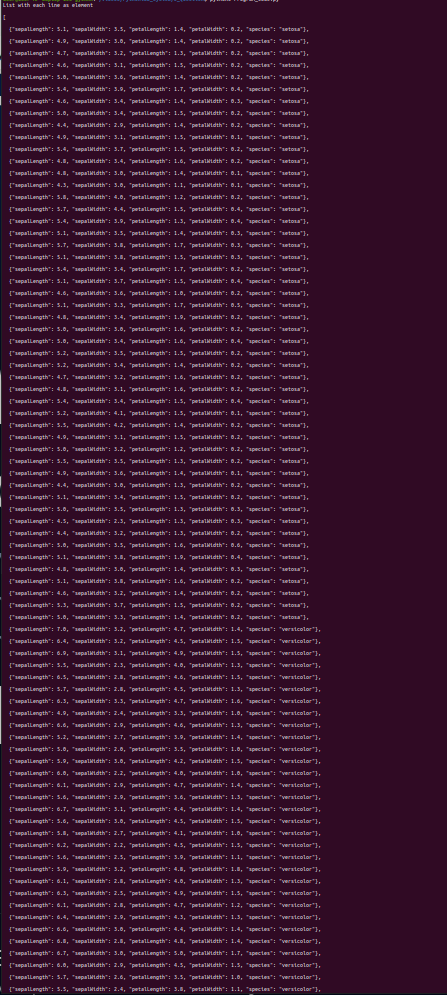 List with each line as element
[
{"sepalLength": 5.1, "sepalWidth": 3.5, "petalLength": 1.4, "petalWidth": 0.2, "species": "setosa"},
{"sepalLength": 4.9, "sepalWidth": 3.0, "petalLength": 1.4, "petalWidth": 0.2, "species": "setosa"},
{"sepalLength": 4.7, "sepalWidth": 3.2, "petalLength": 1.3, "petalWidth": 0.2, "species": "setosa"},
{"sepalLength": 4.6, "sepalWidth": 3.1, "petalLength": 1.5, "petalWidth": 0.2, "species": "setosa"},
{"sepalLength": 5.0, "sepalWidth": 3.6, "petalLength": 1.4, "petalWidth": 0.2, "species": "setosa"},
{"sepalLength": 5.4, "sepalWidth": 3.9, "petalLength": 1.7, "petalWidth": 0.4, "species": "setosa"},
{"sepalLength": 4.6, "sepalWidth": 3.4, "petalLength": 1.4, "petalWidth": 0.3, "species": "setosa"},
{"sepalLength": 5.0, "sepalWidth": 3.4, "petalLength": 1.5, "petalWidth": 0.2, "species": "setosa"},
{"sepalLength": 4.4, "sepalWidth": 2.9, "petalLength": 1.4, "petalWidth": 0.2, "species": "setosa"},
{"sepalLength": 4.9, "sepalWidth": 3.1, "petalLength": 1.5, "petalWidth": 0.1, "species": "setosa"},
{"sepalLength": 5.4, "sepalWidth": 3.7, "petalLength": 1.5, "petalWidth": 0.2, "species": "setosa"},
{"sepalLength": 4.8, "sepalWidth": 3.4, "petalLength": 1.6, "petalWidth": 0.2, "species": "setosa"},
{"sepalLength": 4.8, "sepalWidth": 3.0, "petalLength": 1.4, "petalWidth": 0.1, "species": "setosa"},
{"sepalLength": 4.3, "sepalWidth": 3.0, "petalLength": 1.1, "petalWidth": 0.1, "species": "setosa"},
{"sepalLength": 5.8, "sepalWidth": 4.0, "petalLength": 1.2, "petalWidth": 0.2, "species": "setosa"},
{"sepalLength": 5.7, "sepalWidth": 4.4, "petalLength": 1.5, "petalWidth": 0.4, "species": "setosa"},
{"sepalLength": 5.4, "sepalWidth": 3.9, "petalLength": 1.3, "petalWidth": 0.4, "species": "setosa"},
{"sepalLength": 5.1, "sepalWidth": 3.5, "petalLength": 1.4, "petalWidth": 0.3, "species": "setosa"},
{"sepalLength": 5.7, "sepalWidth": 3.8, "petalLength": 1.7, "petalWidth": 0.3, "species": "setosa"},
{"sepalLength": 5.1, "sepalWidth": 3.8, "petalLength": 1.5, "petalWidth": 0.3, "species": "setosa"},
{"sepalLength": 5.4, "sepalWidth": 3.4, "petalLength": 1.7, "petalWidth": 0.2, "species": "setosa"},
{"sepalLength": 5.1, "sepalWidth": 3.7, "petalLength": 1.5, "petalWidth": 0.4, "species": "setosa"},
{"sepalLength": 4.6, "sepalWidth": 3.6, "petalLength": 1.0, "petalWidth": 0.2, "species": "setosa"},
{"sepalLength": 5.1, "sepalWidth": 3.3, "petalLength": 1.7, "petalWidth": 0.5, "species": "setosa"},
{"sepalLength": 4.8, "sepalWidth": 3.4, "petalLength": 1.9, "petalWidth": 0.2, "species": "setosa"},
{"sepalLength": 5.0, "sepalWidth": 3.0, "petalLength": 1.6, "petalWidth": 0.2, "species": "setosa"},
{"sepalLength": 5.0, "sepalWidth": 3.4, "petalLength": 1.6, "petalWidth": 0.4, "species": "setosa"},
{"sepalLength": 5.2, "sepalWidth": 3.5, "petalLength": 1.5, "petalWidth": 0.2, "species": "setosa"},
{"sepalLength": 5.2, "sepalWidth": 3.4, "petalLength": 1.4, "petalWidth": 0.2, "species": "setosa"},
{"sepalLength": 4.7, "sepalWidth": 3.2, "petalLength": 1.6, "petalWidth": 0.2, "species": "setosa"},
{"sepalLength": 4.8, "sepalWidth": 3.1, "petalLength": 1.6, "petalWidth": 0.2, "species": "setosa"},
{"sepalLength": 5.4, "sepalWidth": 3.4, "petalLength": 1.5, "petalWidth": 0.4, "species": "setosa"},
{"sepalLength": 5.2, "sepalWidth": 4.1, "petalLength": 1.5, "petalWidth": 0.1, "species": "setosa"},
{"sepalLength": 5.5, "sepalWidth": 4.2, "petalLength": 1.4, "petalWidth": 0.2, "species": "setosa"},
{"sepalLength": 4.9, "sepalWidth": 3.1, "petalLength": 1.5, "petalWidth": 0.2, "species": "setosa"},
{"sepalLength": 5.0, "sepalWidth": 3.2, "petalLength": 1.2, "petalWidth": 0.2, "species": "setosa"},
{"sepalLength": 5.5, "sepalWidth": 3.5, "petalLength": 1.3, "petalWidth": 0.2, "species": "setosa"},
{"sepalLength": 4.9, "sepalWidth": 3.6, "petalLength": 1.4, "petalWidth": 0.1, "species": "setosa"},
{"sepalLength": 4.4, "sepalWidth": 3.0, "petalLength": 1.3, "petalWidth": 0.2, "species": "setosa"},
{"sepalLength": 5.1, "sepalWidth": 3.4, "petalLength": 1.5, "petalWidth": 0.2, "species": "setosa"},
{"sepalLength": 5.0, "sepalWidth": 3.5, "petalLength": 1.3, "petalWidth": 0.3, "species": "setosa"},
{"sepalLength": 4.5, "sepalWidth": 2.3, "petalLength": 1.3, "petalWidth": 0.3, "species": "setosa"},
{"sepalLength": 4.4, "sepalWidth": 3.2, "petalLength": 1.3, "petalWidth": 0.2, "species": "setosa"},
{"sepalLength": 5.0, "sepalWidth": 3.5, "petalLength": 1.6, "petalWidth": 0.6, "species": "setosa"},
{"sepalLength": 5.1, "sepalWidth": 3.8, "petalLength": 1.9, "petalWidth": 0.4, "species": "setosa"},
{"sepalLength": 4.8, "sepalWidth": 3.0, "petalLength": 1.4, "petalWidth": 0.3, "species": "setosa"},
{"sepalLength": 5.1, "sepalWidth": 3.8, "petalLength": 1.6, "petalWidth": 0.2, "species": "setosa"},
{"sepalLength": 4.6, "sepalWidth": 3.2, "petalLength": 1.4, "petalWidth": 0.2, "species": "setosa"},
{"sepalLength": 5.3, "sepalWidth": 3.7, "petalLength": 1.5, "petalWidth": 0.2, "species": "setosa"},
{"sepalLength": 5.0, "sepalWidth": 3.3, "petalLength": 1.4, "petalWidth": 0.2, "species": "setosa"},
{"sepalLength": 7.0, "sepalWidth": 3.2, "petalLength": 4.7, "petalWidth": 1.4, "species": "versicolor"},
{"sepalLength": 6.4, "sepalWidth": 3.2, "petalLength": 4.5, "petalWidth": 1.5, "species": "versicolor"},
{"sepalLength": 6.9, "sepalWidth": 3.1, "petalLength": 4.9, "petalWidth": 1.5, "species": "versicolor"},
{"sepalLength": 5.5, "sepalWidth": 2.3, "petalLength": 4.0, "petalWidth": 1.3, "species": "versicolor"},
{"sepalLength": 6.5, "sepalWidth": 2.8, "petalLength": 4.6, "petalWidth": 1.5, "species": "versicolor"},
{"sepalLength": 5.7, "sepalWidth": 2.8, "petalLength": 4.5, "petalWidth": 1.3, "species": "versicolor"},
{"sepalLength": 6.3, "sepalWidth": 3.3, "petalLength": 4.7, "petalWidth": 1.6, "species": "versicolor"},
{"sepalLength": 4.9, "sepalWidth": 2.4, "petalLength": 3.3, "petalWidth": 1.0, "species": "versicolor"},
{"sepalLength": 6.6, "sepalWidth": 2.9, "petalLength": 4.6, "petalWidth": 1.3, "species": "versicolor"},
{"sepalLength": 5.2, "sepalWidth": 2.7, "petalLength": 3.9, "petalWidth": 1.4, "species": "versicolor"},
{"sepalLength": 5.0, "sepalWidth": 2.0, "petalLength": 3.5, "petalWidth": 1.0, "species": "versicolor"},
{"sepalLength": 5.9, "sepalWidth": 3.0, "petalLength": 4.2, "petalWidth": 1.5, "species": "versicolor"},
{"sepalLength": 6.0, "sepalWidth": 2.2, "petalLength": 4.0, "petalWidth": 1.0, "species": "versicolor"},
{"sepalLength": 6.1, "sepalWidth": 2.9, "petalLength": 4.7, "petalWidth": 1.4, "species": "versicolor"},
{"sepalLength": 5.6, "sepalWidth": 2.9, "petalLength": 3.6, "petalWidth": 1.3, "species": "versicolor"},
{"sepalLength": 6.7, "sepalWidth": 3.1, "petalLength": 4.4, "petalWidth": 1.4, "species": "versicolor"},
{"sepalLength": 5.6, "sepalWidth": 3.0, "petalLength": 4.5, "petalWidth": 1.5, "species": "versicolor"},
{"sepalLength": 5.8, "sepalWidth": 2.7, "petalLength": 4.1, "petalWidth": 1.0, "species": "versicolor"},
{"sepalLength": 6.2, "sepalWidth": 2.2, "petalLength": 4.5, "petalWidth": 1.5, "species": "versicolor"},
{"sepalLength": 5.6, "sepalWidth": 2.5, "petalLength": 3.9, "petalWidth": 1.1, "species": "versicolor"},
{"sepalLength": 5.9, "sepalWidth": 3.2, "petalLength": 4.8, "petalWidth": 1.8, "species": "versicolor"},
{"sepalLength": 6.1, "sepalWidth": 2.8, "petalLength": 4.0, "petalWidth": 1.3, "species": "versicolor"},
{"sepalLength": 6.3, "sepalWidth": 2.5, "petalLength": 4.9, "petalWidth": 1.5, "species": "versicolor"},
{"sepalLength": 6.1, "sepalWidth": 2.8, "petalLength": 4.7, "petalWidth": 1.2, "species": "versicolor"},
{"sepalLength": 6.4, "sepalWidth": 2.9, "petalLength": 4.3, "petalWidth": 1.3, "species": "versicolor"},
{"sepalLength": 6.6, "sepalWidth": 3.0, "petalLength": 4.4, "petalWidth": 1.4, "species": "versicolor"},
{"sepalLength": 6.8, "sepalWidth": 2.8, "petalLength": 4.8, "petalWidth": 1.4, "species": "versicolor"},
{"sepalLength": 6.7, "sepalWidth": 3.0, "petalLength": 5.0, "petalWidth": 1.7, "species": "versicolor"},
{"sepalLength": 6.0, "sepalWidth": 2.9, "petalLength": 4.5, "petalWidth": 1.5, "species": "versicolor"},
{"sepalLength": 5.7, "sepalWidth": 2.6, "petalLength": 3.5, "petalWidth": 1.0, "species": "versicolor"},
{"sepalLength": 5.5, "sepalWidth": 2.4, "petalLength": 3.8, "petalWidth": 1.1, "species": "versicolor"},